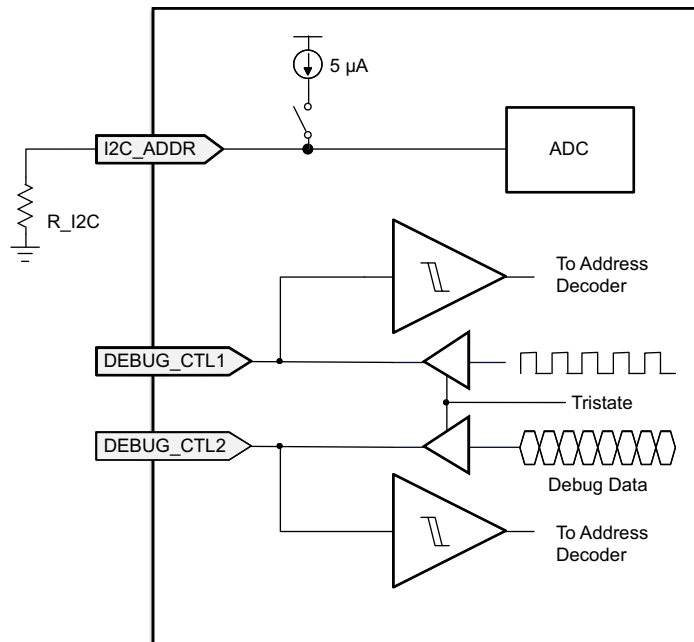 5 µA
I2C_ADDR
ADC
R_I2C
To Address
Decoder
DEBUG_CTL1
Tristate
DEBUG_CTL2
Debug Data
To Address
Decoder